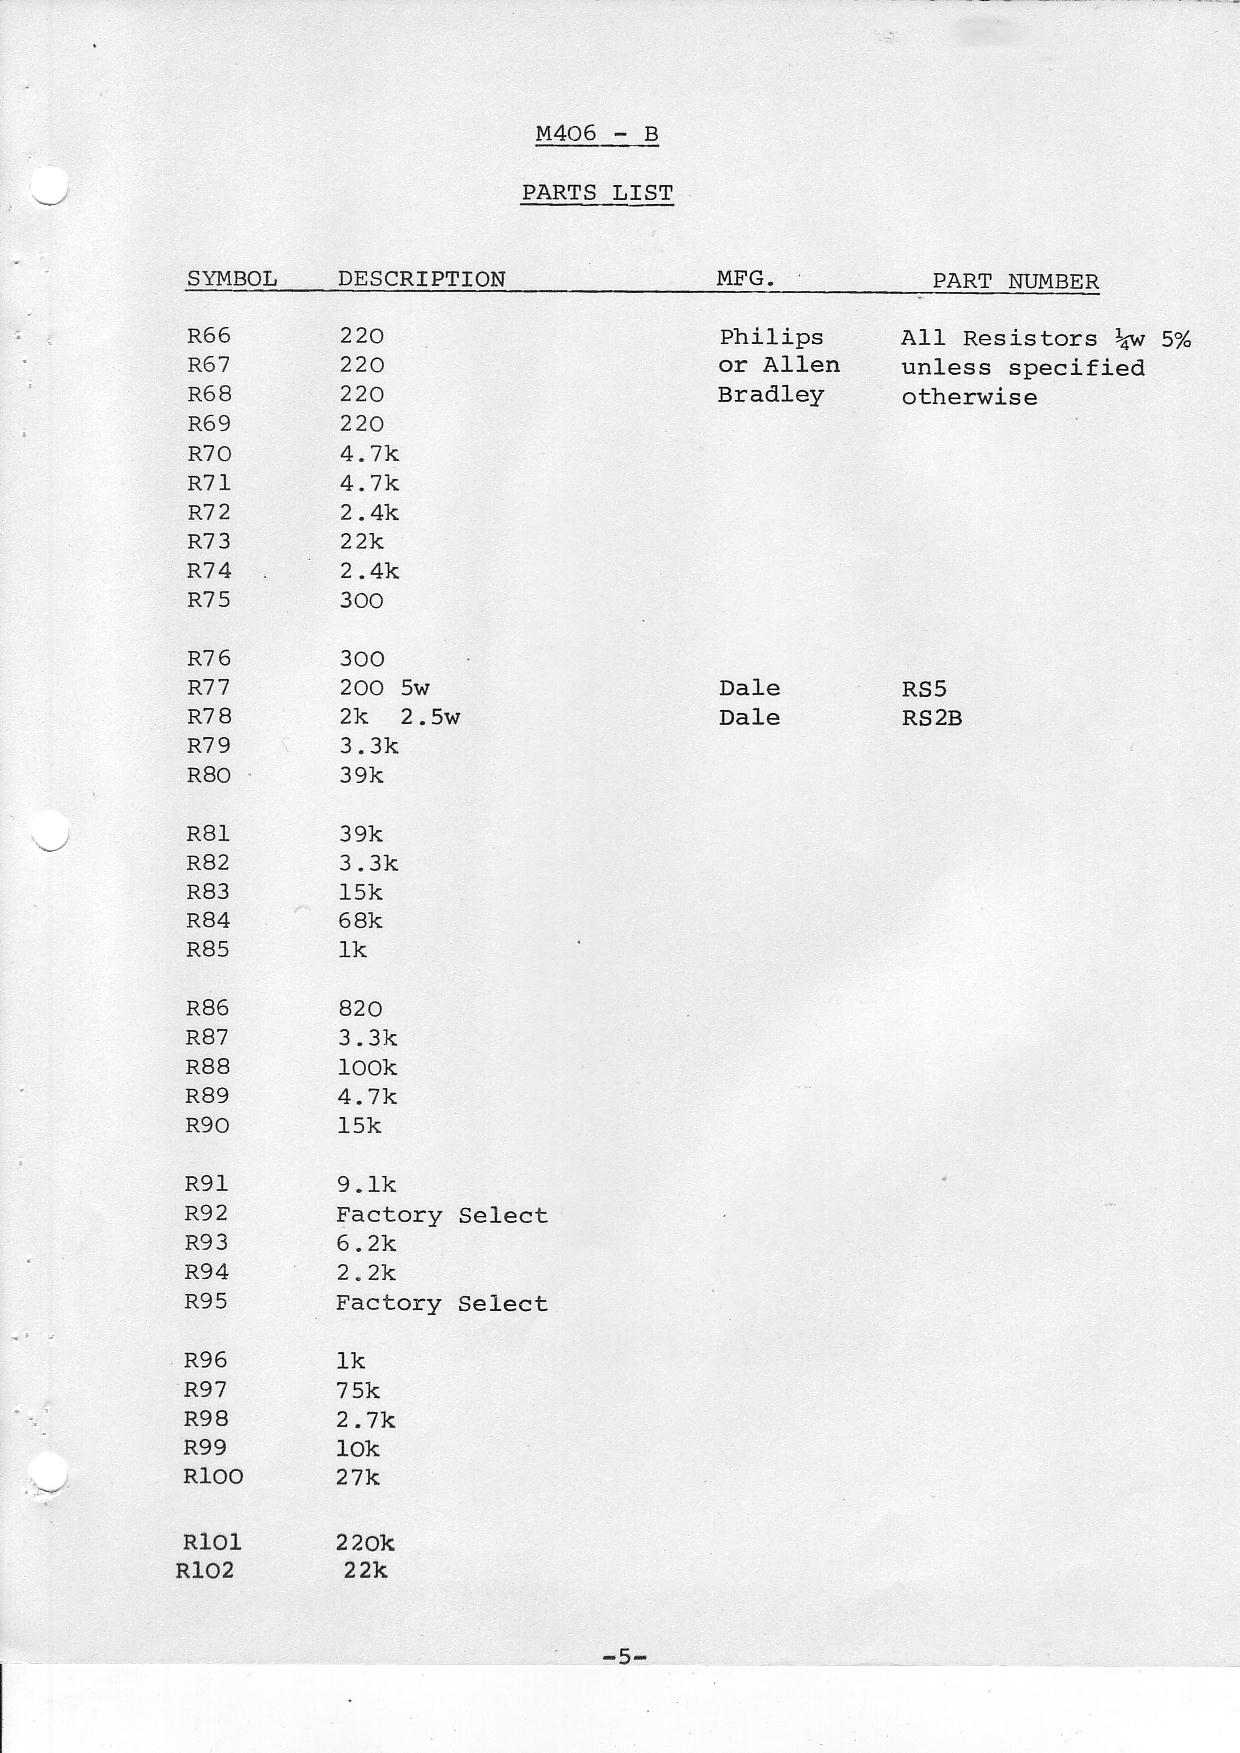 M406 - B
PARTS LIST
SYMBOL DESCRIPTION MFG. PART NUMBER
R66 220 Philips All Resistors ¼w 5%
R67 220 or Allen unless specified
R68 220 Bradley otherwise
R69 220
R70 4.7k
R71 4.7k
R72 2.4k
R73 22k
R74 2.4k
R75 300
R76 300
R77 200 5w Dale RS5
R78 2k 2.5w Dale RS2B
R79 3.3k
R80 39k
R81 39k
R82 3.3k
R83 15k
R84 68k
R85 1k
R86 820
R87 3.3k
R88 100k
R89 4.7k
R90 15k
R91 9.1k
R92 Factory Select
R93 6.2k
R94 2.2k
R95 Factory Select
R96 1k
R97 75k
R98 2.7k
R99 10k
R100 27k
R101 220k
R102 22k
-5-